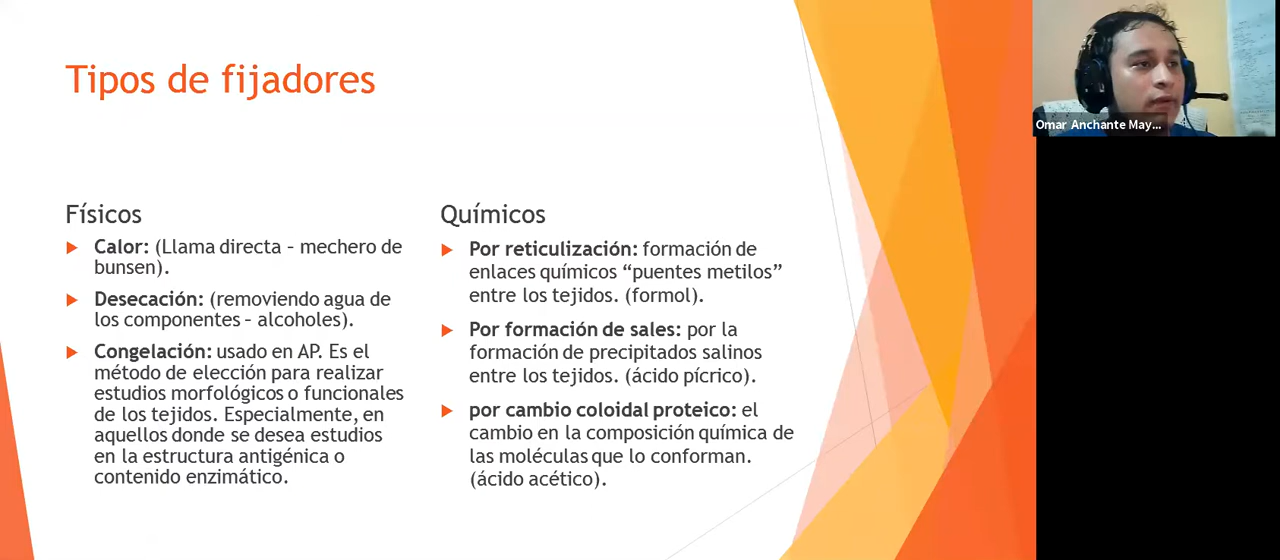 Tipos de fijadores
Físicos
Calor: (Llama directa – mechero de
bunsen).
Desecación: (removiendo agua de
los componentes – alcoholes).
Congelación: usado en AP. Es el
método de elección para realizar
estudios morfológicos o funcionales
de los tejidos. Especialmente, en
aquellos donde se desea estudios
en la estructura antigénica o
contenido enzimático.
Químicos
Por reticulización: formación de
enlaces químicos “puentes metilos”
entre los tejidos. (formol).
Por formación de sales: por la
formación de precipitados salinos
entre los tejidos. (ácido pícrico).
por cambio coloidal proteico: el
cambio en la composición química de
las moléculas que lo conforman.
(ácido acético).
Omar Anchante May...